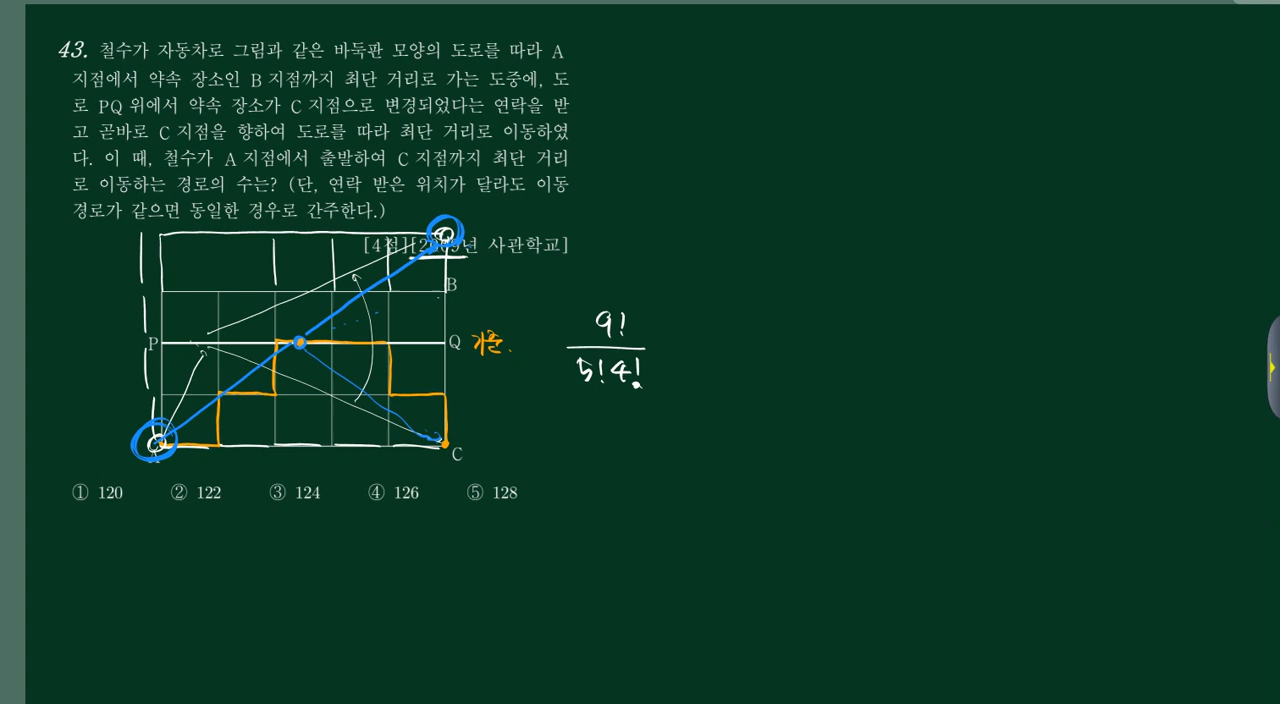 43. 철수가 자동차로 그림과 같은 바둑판 모양의 도로를 따라 A
지점에서 약속 장소인 B 지점까지 최단 거리로 가는 도중에, 도
로 PQ 위에서 약속 장소가 C 지점으로 변경되었다는 연락을 받
고 곧바로 C 지점을 향하여 도로를 따라 최단 거리로 이동하였
다. 이 때, 철수가 A 지점에서 출발하여 C 지점까지 최단 거리
로 이동하는 경로의 수는? (단, 연락 받은 위치가 달라도 이동
경로가 같으면 동일한 경우로 간주한다.)
[4점][2009년 사관학교]
B
P
Q 기준.
A
C
9!
5!4!
① 120 ② 122 ③ 124 ④ 126 ⑤ 128